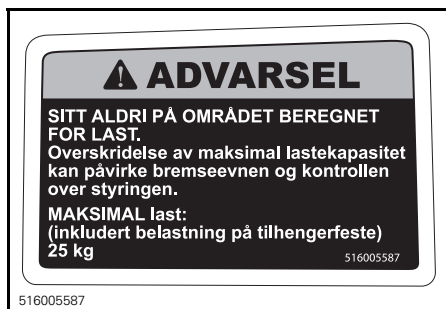 ADVARSEL
SITT ALDRI PÅ OMRÅDET BEREGNET
FOR LAST.
Overskridelse av maksimal lastekapasitet
kan påvirke bremseevnen og kontrollen
over styringen.
MAKSIMAL last:
(inkludert belastning på tilhengerfeste)
25 kg
516005587
516005587